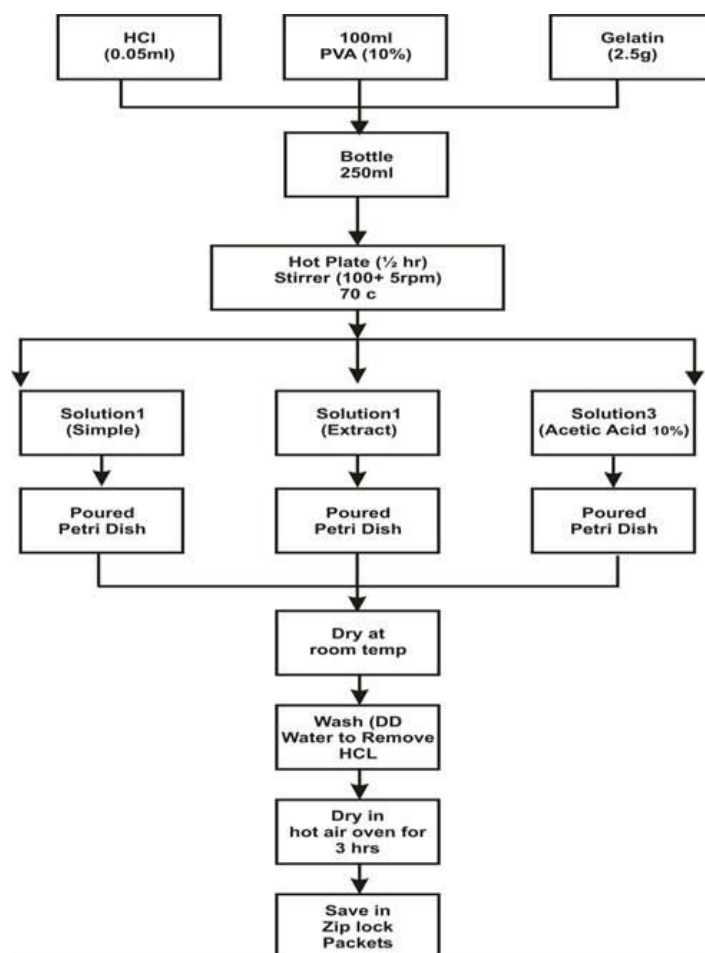 HCl
(0.05ml)
100ml
PVA (10%)
Gelatin
(2.5g)
Bottle
250ml
Hot Plate (½ hr)
Stirrer (100+ 5rpm)
70 c
Solution1
(Simple)
Solution1
(Extract)
Solution3
(Acetic Acid 10%)
Poured
Petri Dish
Poured
Petri Dish
Poured
Petri Dish
Dry at
room temp
Wash (DD
Water to Remove
HCL
Dry in
hot air oven for
3 hrs
Save in
Zip lock
Packets